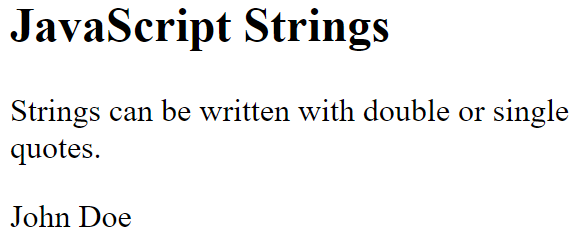 JavaScript Strings
Strings can be written with double or single
quotes.
John Doe